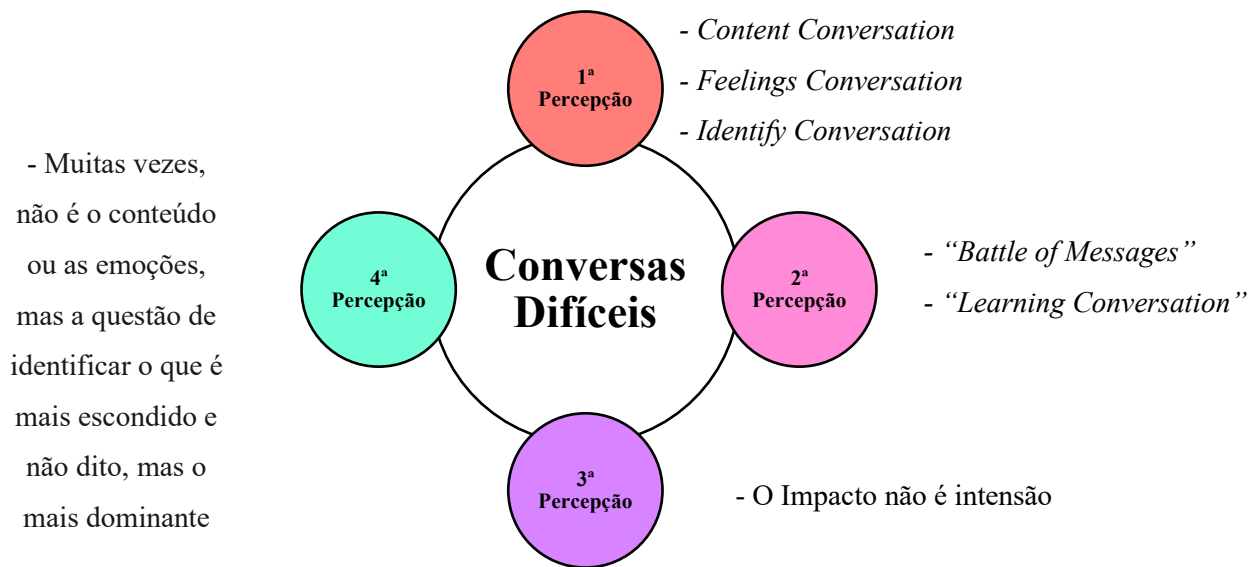 1ª
Percepção
- Content Conversation
- Feelings Conversation
- Identify Conversation
Conversas
Difíceis
2ª
Percepção
- “Battle of Messages”
- “Learning Conversation”
3ª
Percepção
- O Impacto não é intensão
4ª
Percepção
- Muitas vezes,
não é o conteúdo
ou as emoções,
mas a questão de
identificar o que é
mais escondido e
não dito, mas o
mais dominante